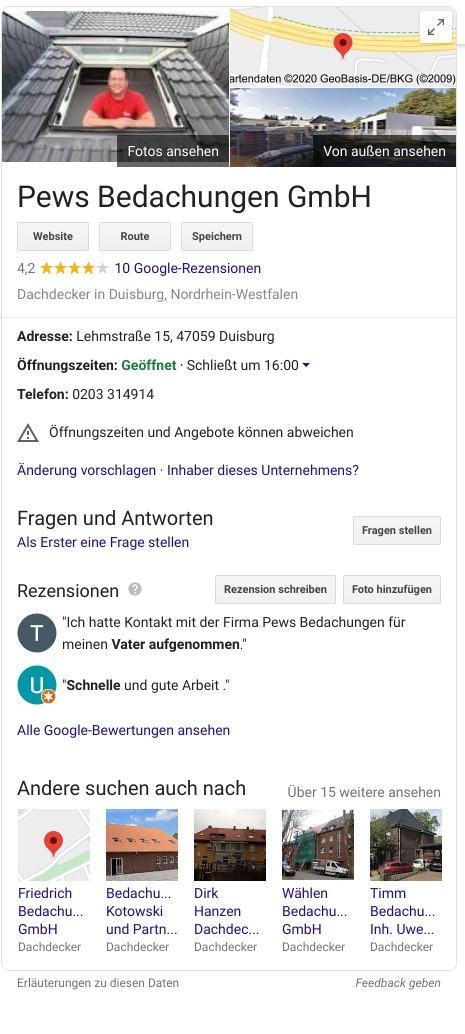 artendaten ©2020 GeoBasis-DE/BKG (©2009)
Fotos ansehen
Von außen ansehen
Pews Bedachungen GmbH
Website
Route
Speichern
4,2 10 Google-Rezensionen
Dachdecker in Duisburg, Nordrhein-Westfalen
Adresse: Lehmstraße 15, 47059 Duisburg
Öffnungszeiten: Geöffnet · Schließt um 16:00
Telefon: 0203 314914
Öffnungszeiten und Angebote können abweichen
Änderung vorschlagen · Inhaber dieses Unternehmens?
Fragen und Antworten
Fragen stellen
Als Erster eine Frage stellen
Rezensionen ?
Rezension schreiben
Foto hinzufügen
T
"Ich hatte Kontakt mit der Firma Pews Bedachungen für
meinen Vater aufgenommen."
U
"Schnelle und gute Arbeit ."
Alle Google-Bewertungen ansehen
Andere suchen auch nach
Über 15 weitere ansehen
Friedrich
Bedachu...
GmbH
Dachdecker
Bedachu...
Kotowski
und Partn...
Dachdecker
Dirk
Hanzen
Dachdec...
Dachdecker
Wählen
Bedachu...
GmbH
Dachdecker
Timm
Bedachu...
Inh. Uwe...
Dachdecker
Erläuterungen zu diesen Daten
Feedback geben